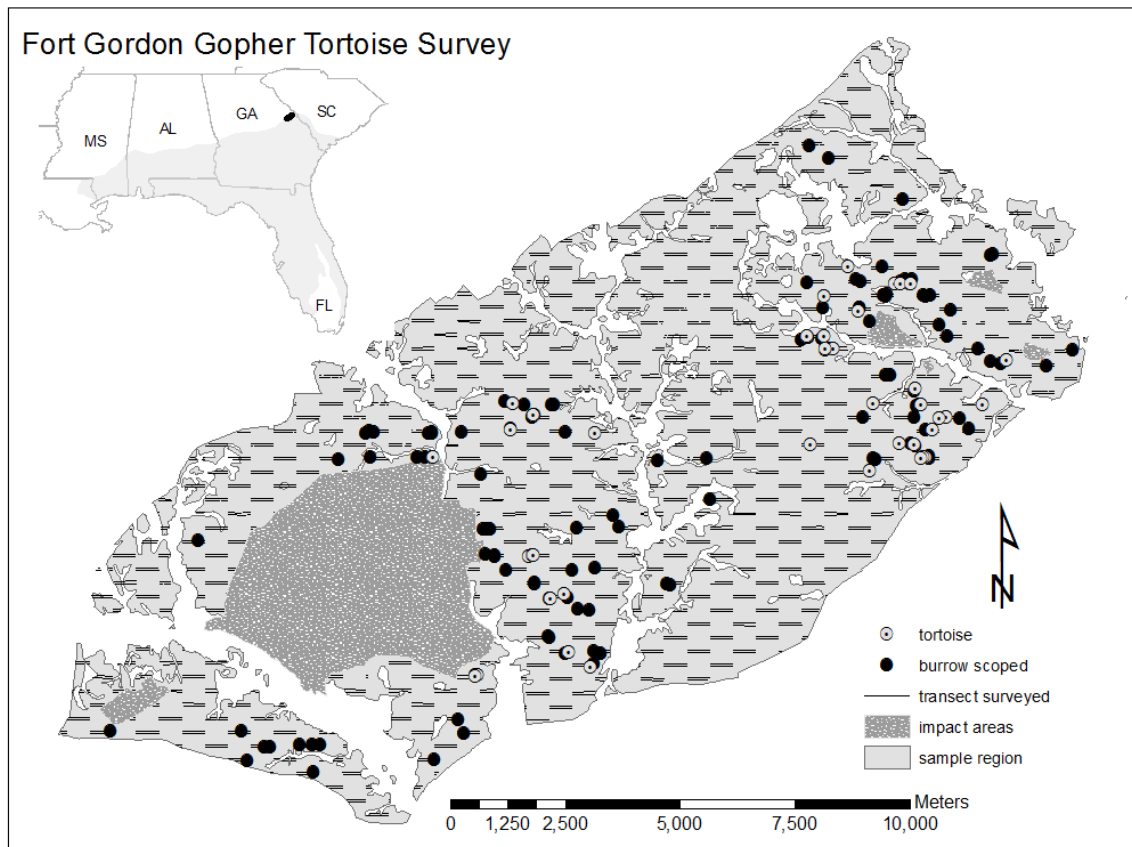 Fort Gordon Gopher Tortoise Survey
GA
SC
AL
MS
FL
N
tortoise
burrow scoped
transect surveyed
impact areas
sample region
Meters
0 1,250 2,500 5,000 7,500 10,000